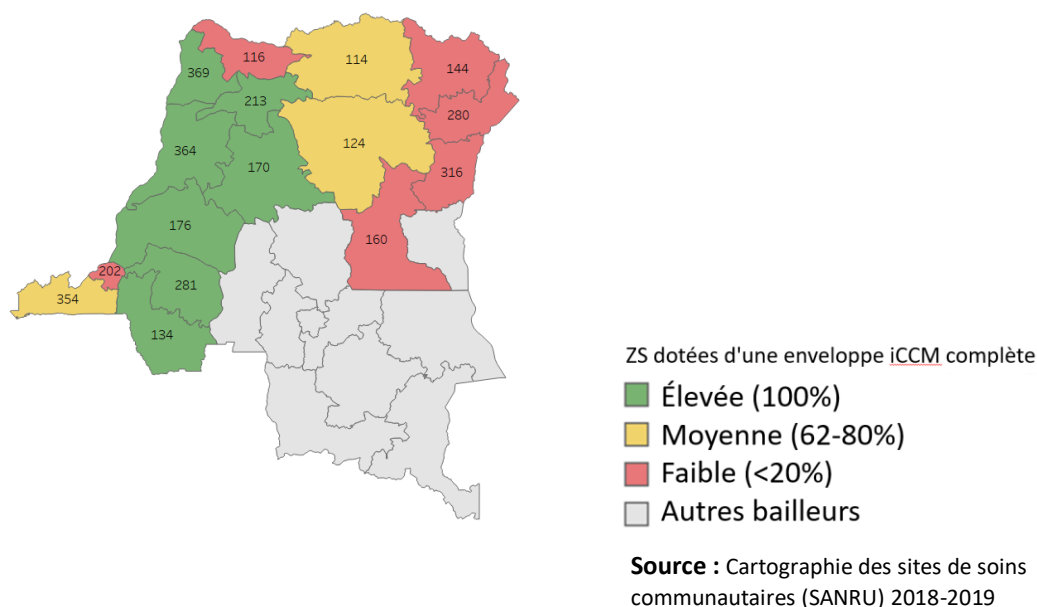 116
114
144
369
213
280
124
364
170
316
176
160
202
281
354
134
ZS dotées d'une enveloppe iCCM complète
Élevée (100%)
Moyenne (62-80%)
Faible (<20%)
Autres bailleurs
Source : Cartographie des sites de soins
communautaires (SANRU) 2018-2019